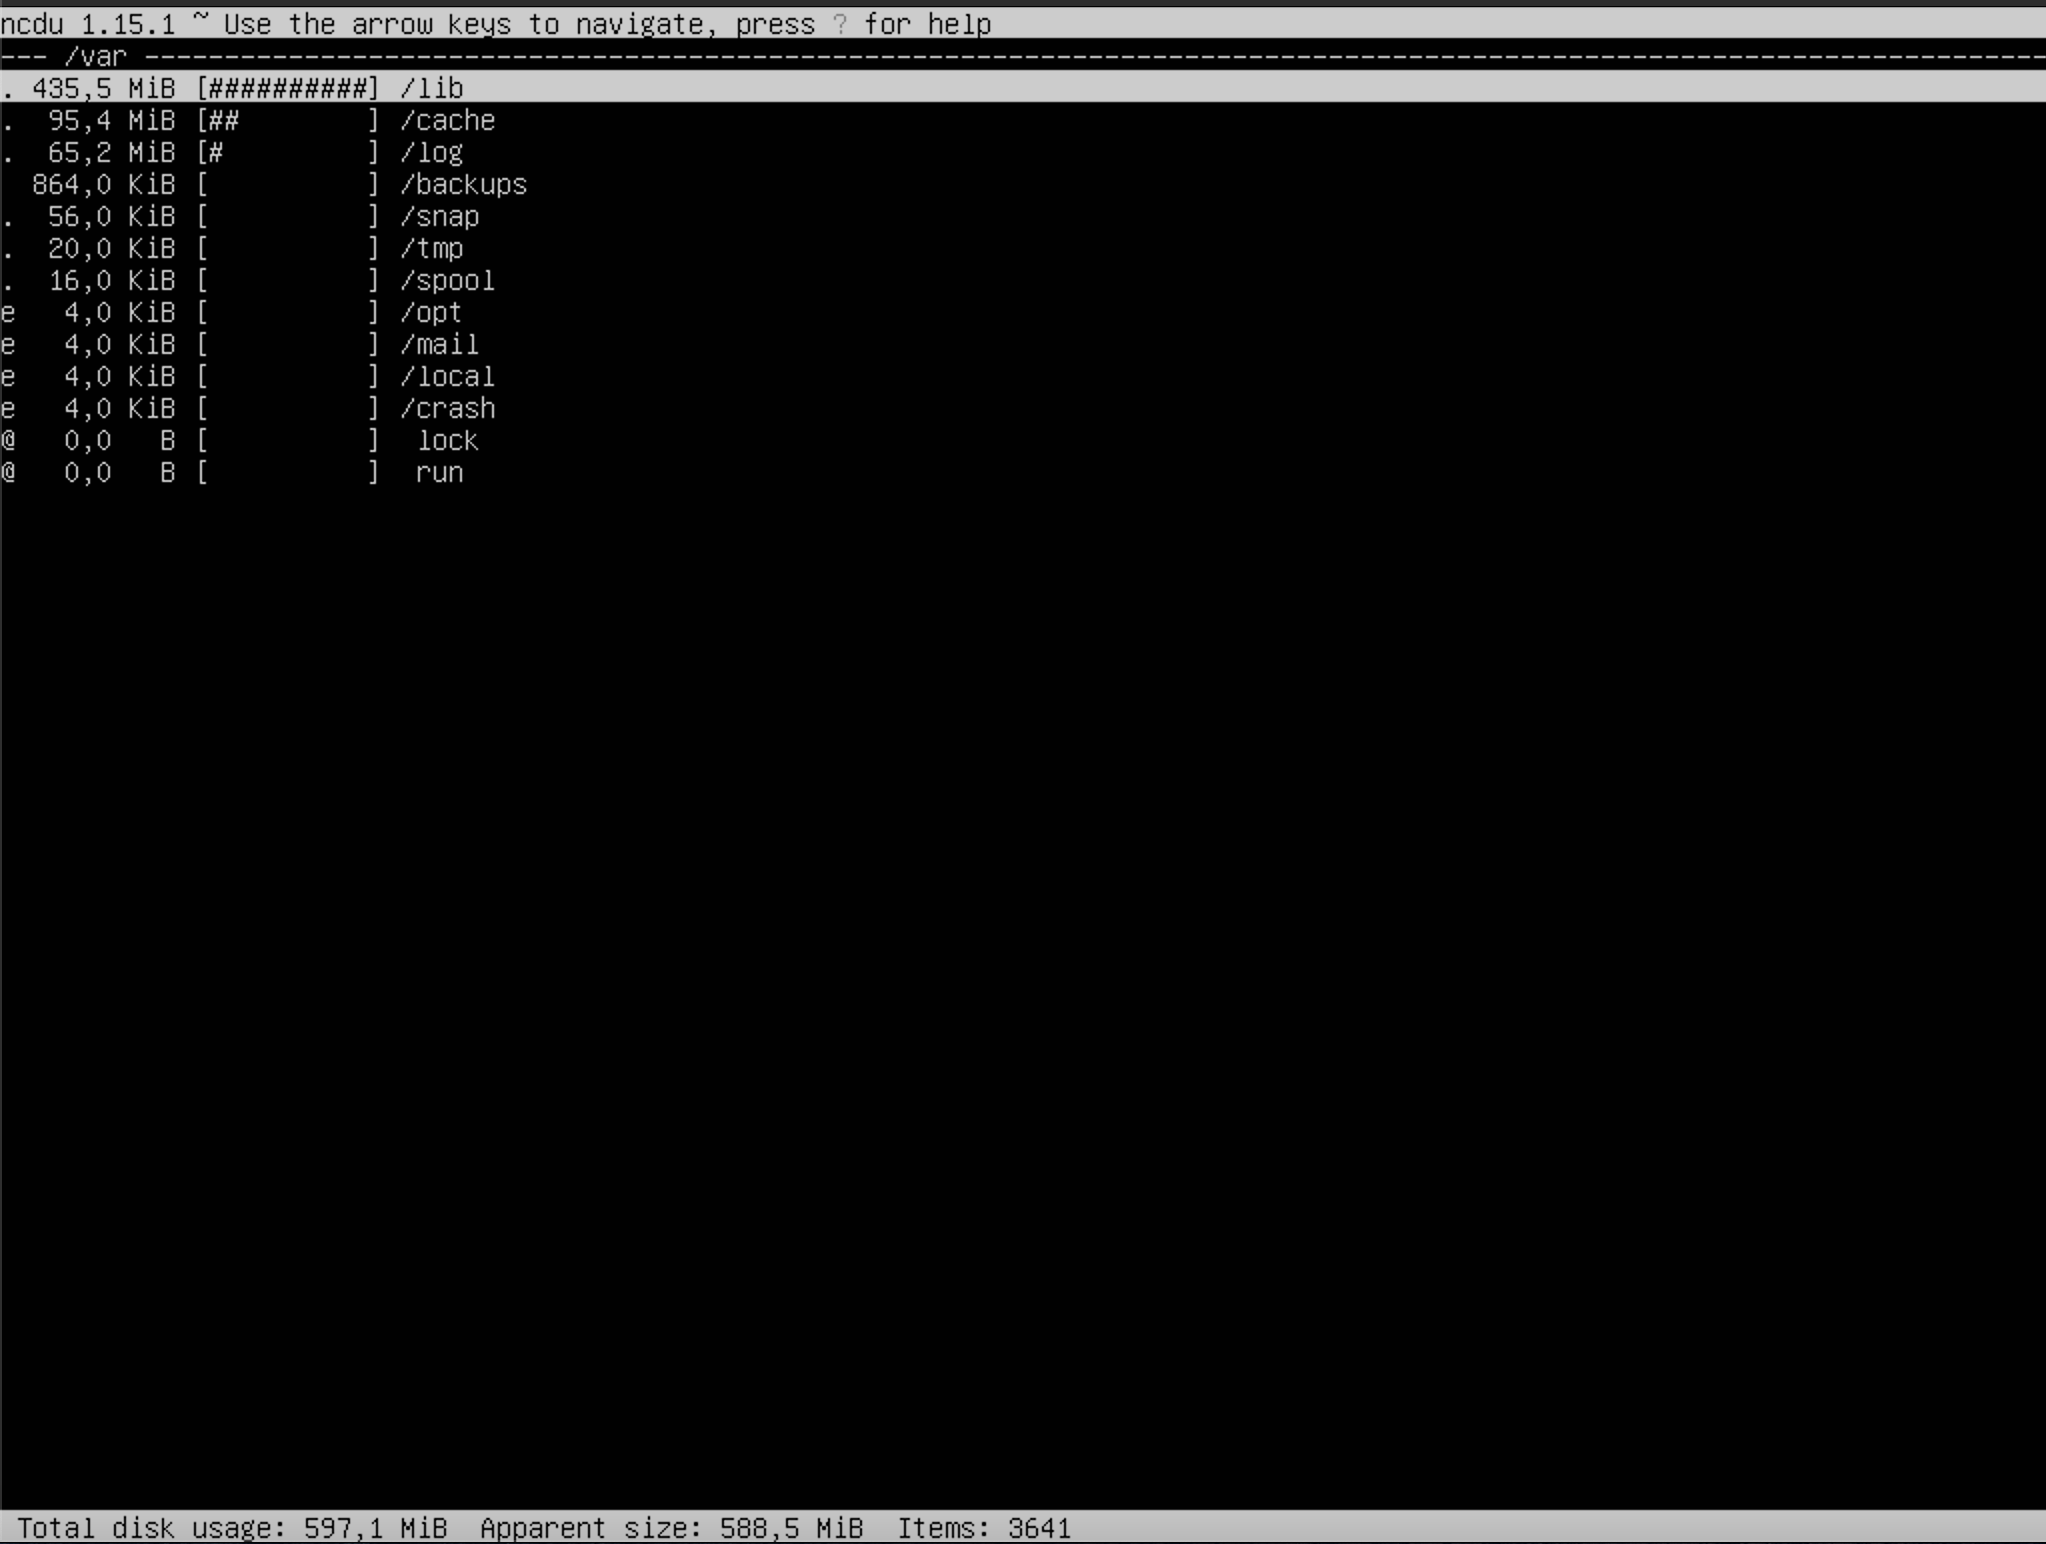 ncdu 1.15.1 ~ Use the arrow keys to navigate, press ? for help
--- /var ----------------------------------------------------------------------------------------------------------------------
. 435,5 MiB [##########] /lib
.  95,4 MiB [##        ] /cache
.  65,2 MiB [#         ] /log
  864,0 KiB [          ] /backups
.  56,0 KiB [          ] /snap
.  20,0 KiB [          ] /tmp
.  16,0 KiB [          ] /spool
e   4,0 KiB [          ] /opt
e   4,0 KiB [          ] /mail
e   4,0 KiB [          ] /local
e   4,0 KiB [          ] /crash
@   0,0   B [          ]  lock
@   0,0   B [          ]  run
 Total disk usage: 597,1 MiB  Apparent size: 588,5 MiB  Items: 3641